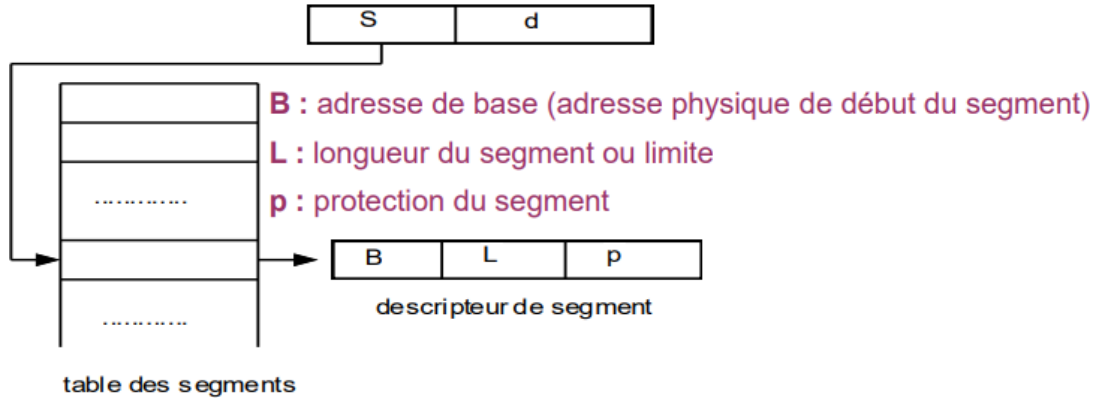 S d
B : adresse de base (adresse physique de début du segment)
L : longueur du segment ou limite
p : protection du segment
.............
B L p
descripteur de segment
............
table des segments